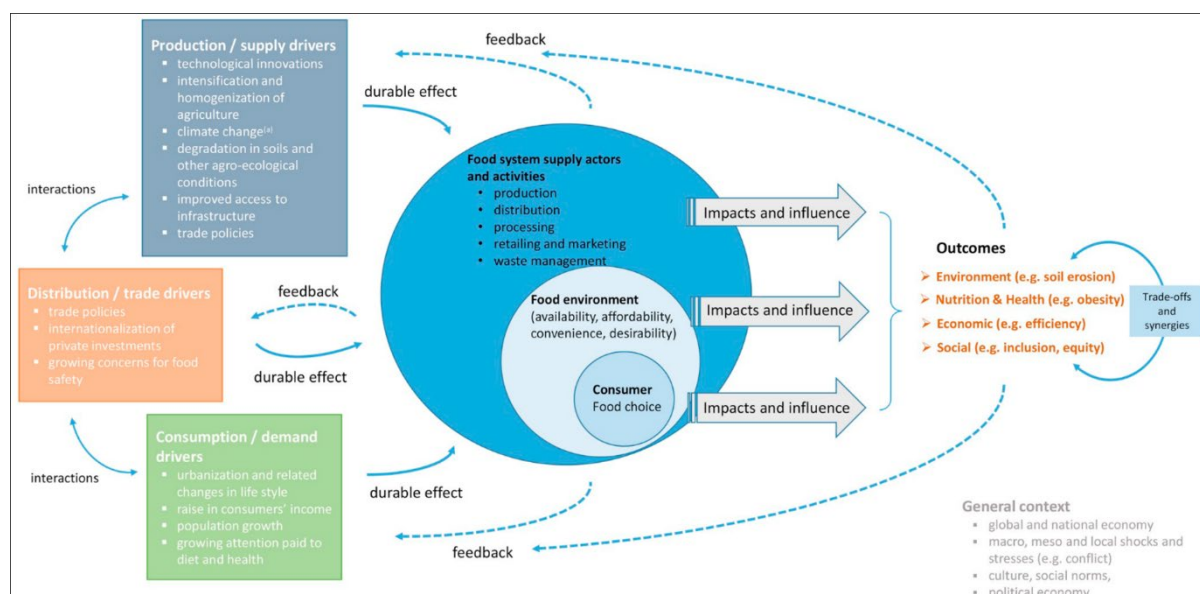 Production / supply drivers
▪ technological innovations
▪ intensification and
homogenization of
agriculture
▪ climate change(a)
▪ degradation in soils and
other agro-ecological
conditions
▪ improved access to
infrastructure
▪ trade policies
interactions
Distribution / trade drivers
▪ trade policies
▪ internationalization of
private investments
▪ growing concerns for food
safety
interactions
Consumption / demand
drivers
▪ urbanization and related
changes in life style
▪ raise in consumers' income
▪ population growth
▪ growing attention paid to
diet and health
feedback
durable effect
feedback
durable effect
durable effect
feedback
Food system supply actors
and activities
• production
• distribution
• processing
• retailing and marketing
• waste management
Food environment
(availability, affordability,
convenience, desirability)
Consumer
Food choice
Impacts and influence
Impacts and influence
Impacts and influence
Outcomes
➢ Environment (e.g. soil erosion)
➢ Nutrition & Health (e.g. obesity)
➢ Economic (e.g. efficiency)
➢ Social (e.g. inclusion, equity)
Trade-offs
and
synergies
General context
▪ global and national economy
▪ macro, meso and local shocks and
stresses (e.g. conflict)
▪ culture, social norms,
▪ political economy